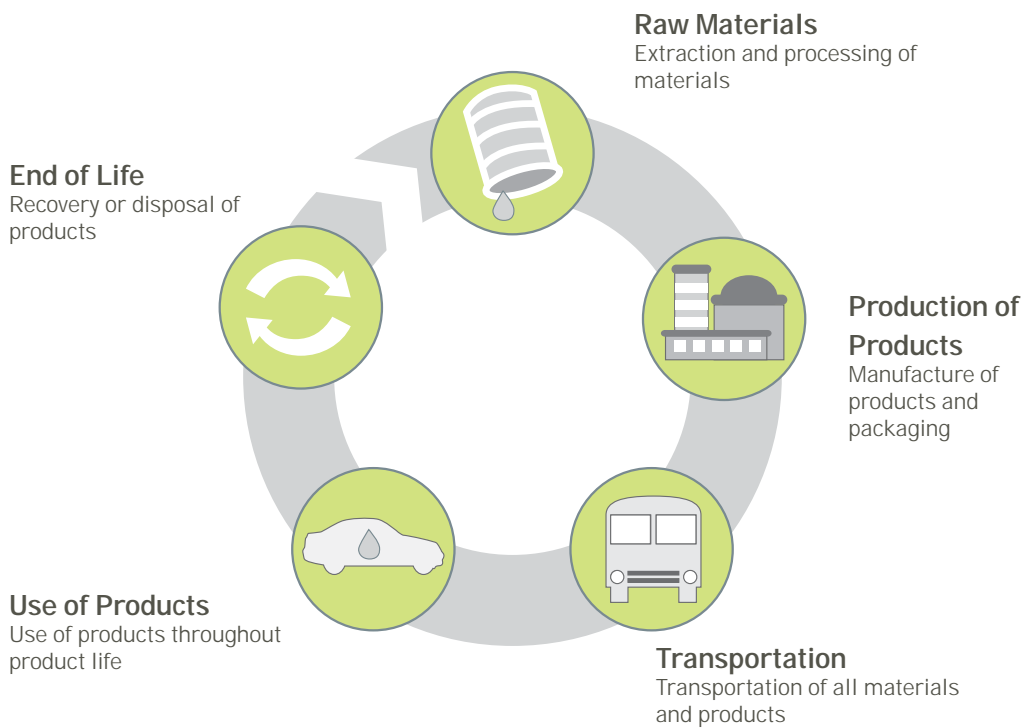 Raw Materials
Extraction and processing of
materials
Production of
Products
Manufacture of
products and
packaging
Transportation
Transportation of all materials
and products
Use of Products
Use of products throughout
product life
End of Life
Recovery or disposal of
products